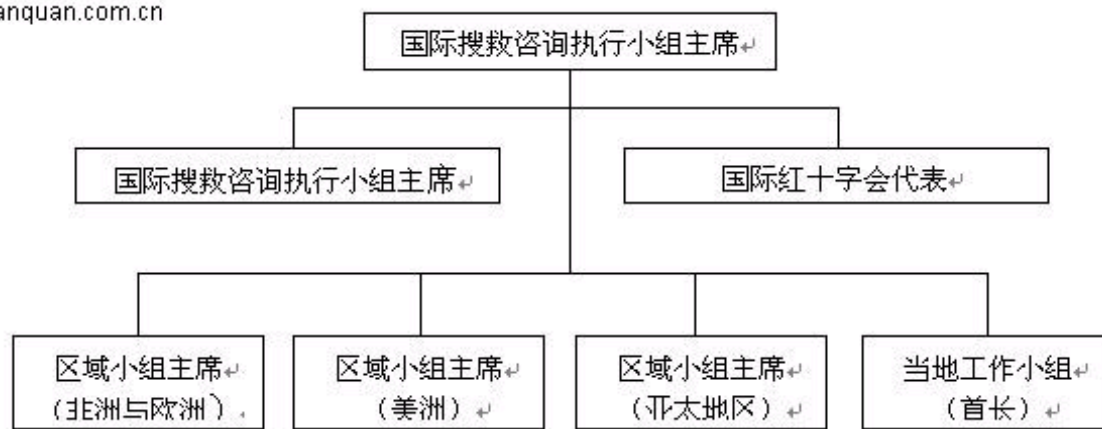 anquan.com.cn
国际搜救咨询执行小组主席
国际搜救咨询执行小组主席
国际红十字会代表
区域小组主席
（非洲与欧洲）
区域小组主席
（美洲）
区域小组主席
（亚太地区）
当地工作小组
（首长）